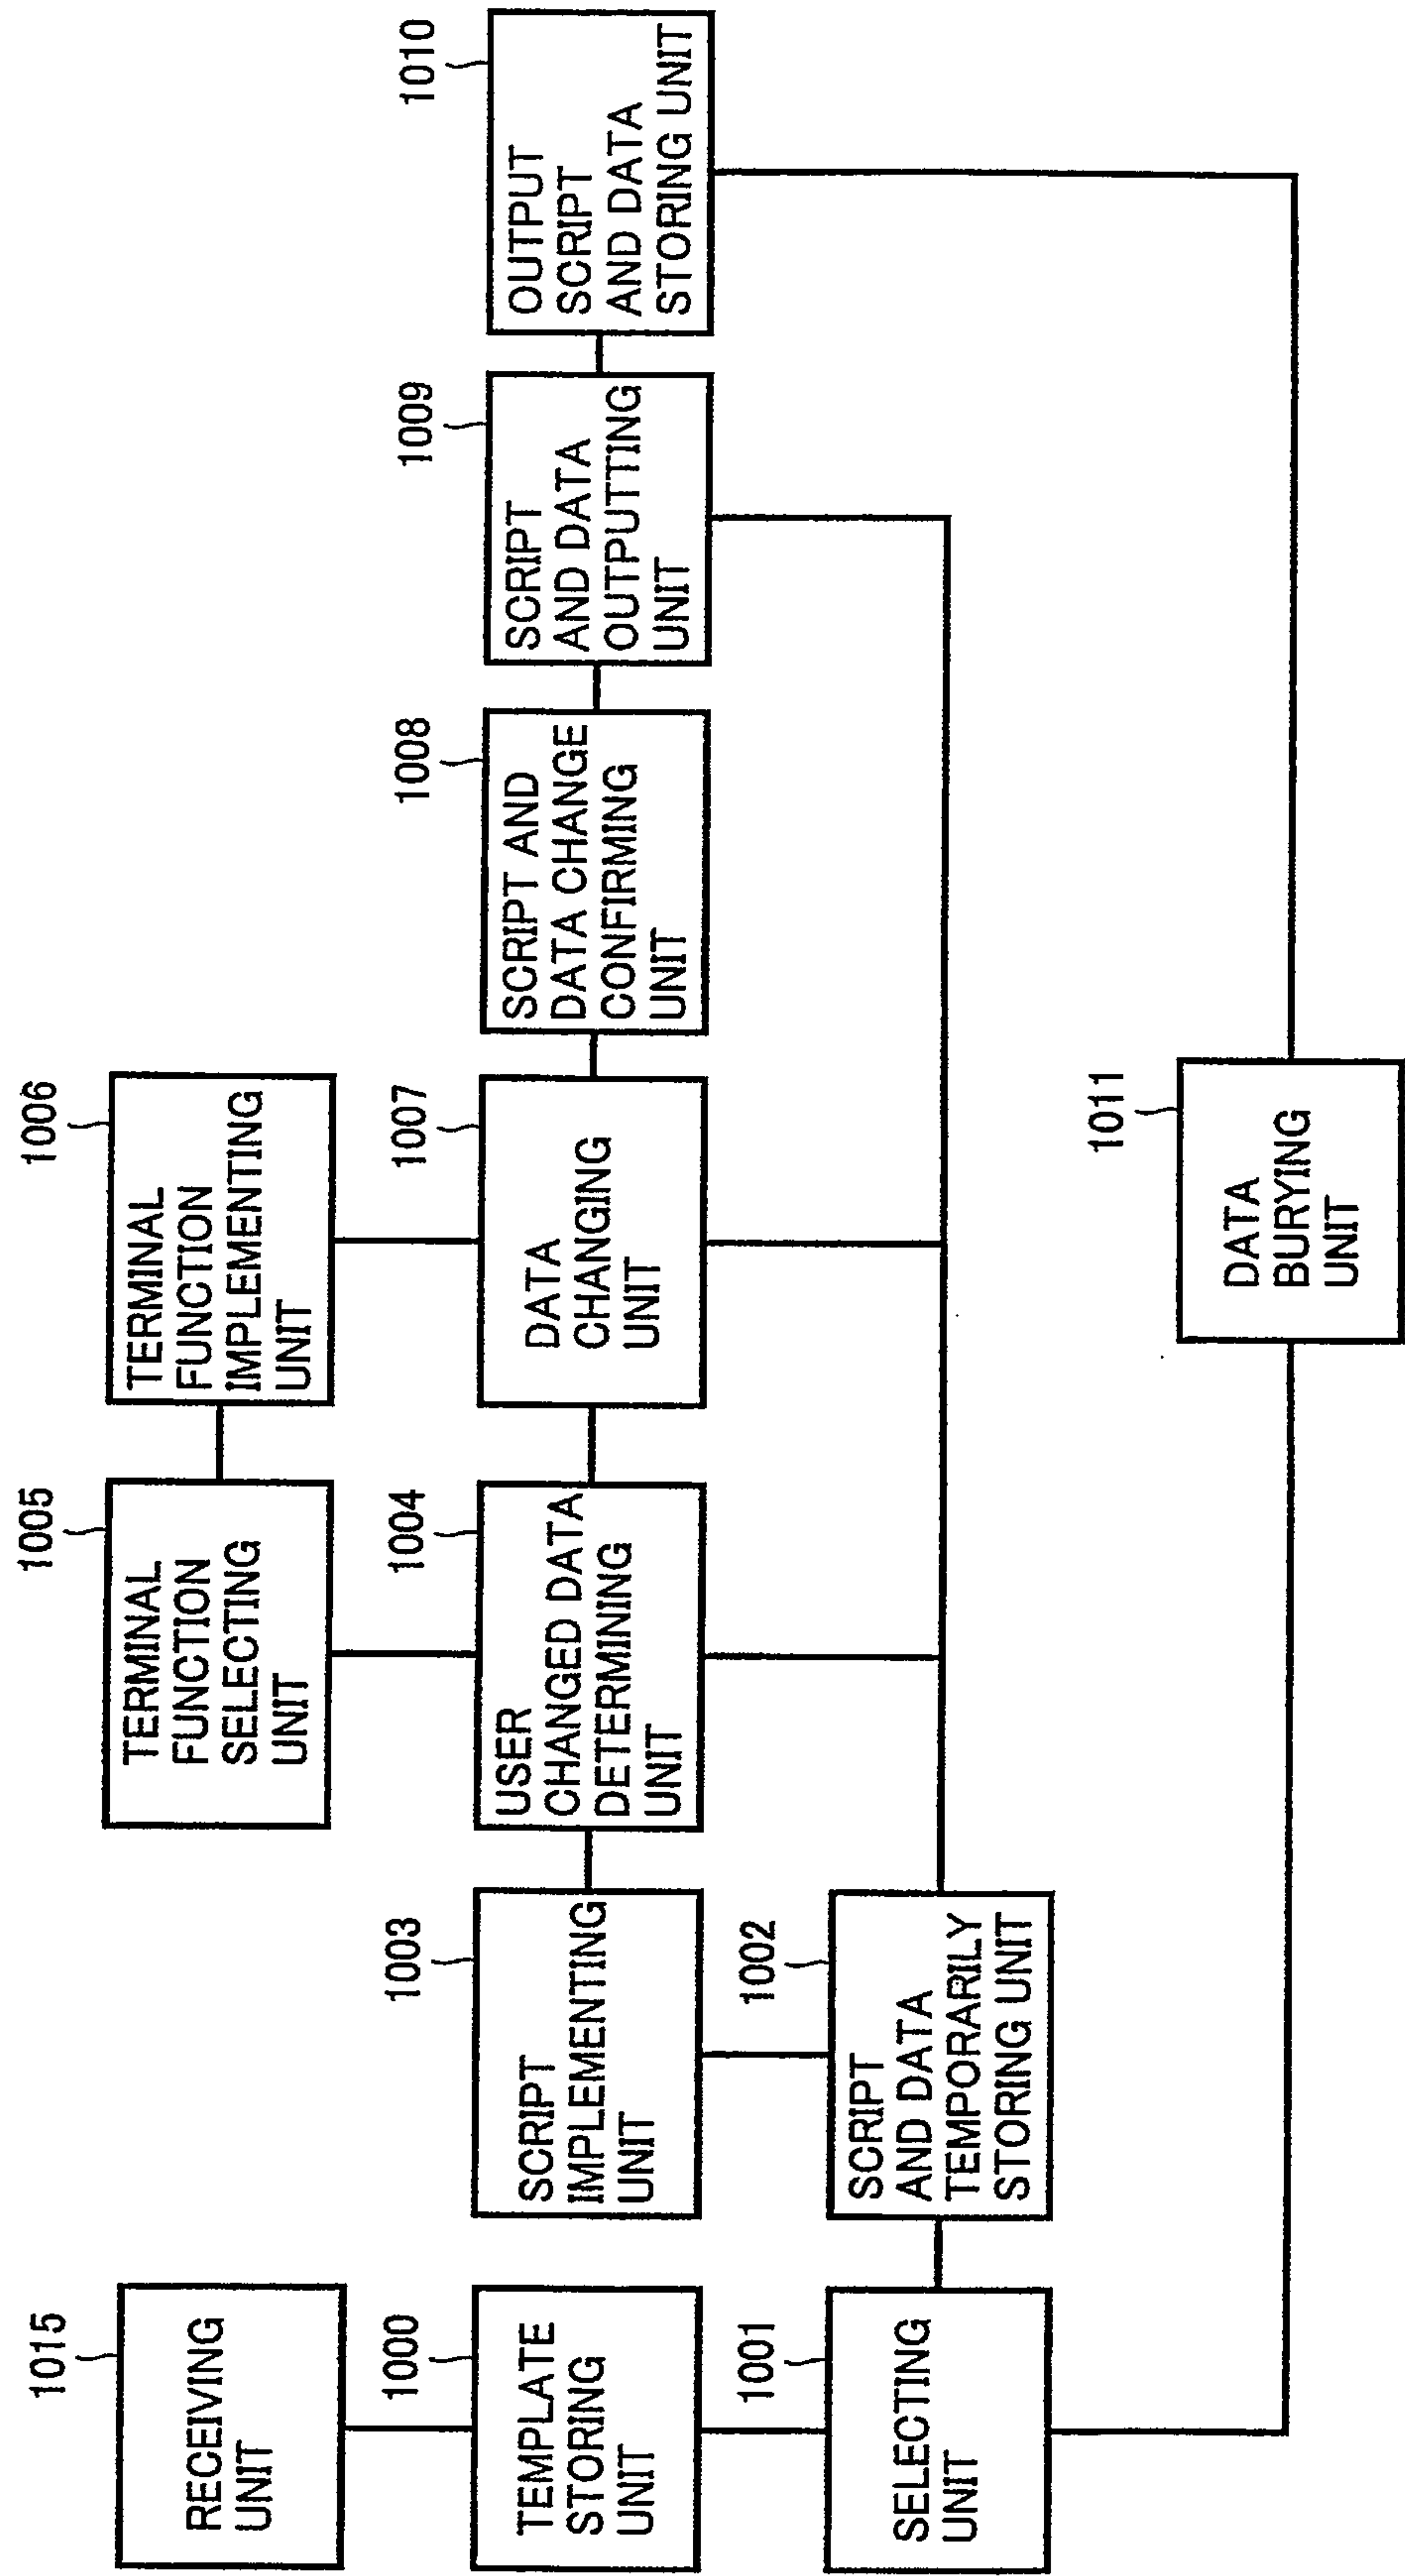 1015
RECEIVING
UNIT
1000
TEMPLATE
STORING
UNIT
1001
SELECTING
UNIT
1003
SCRIPT
IMPLEMENTING
UNIT
1002
SCRIPT
AND DATA
TEMPORARILY
STORING UNIT
1005
TERMINAL
FUNCTION
SELECTING
UNIT
1004
USER
CHANGED DATA
DETERMINING
UNIT
1006
TERMINAL
FUNCTION
IMPLEMENTING
UNIT
1007
DATA
CHANGING
UNIT
1011
DATA
BURYING
UNIT
1008
SCRIPT AND
DATA CHANGE
CONFIRMING
UNIT
1009
SCRIPT
AND DATA
OUTPUTTING
UNIT
1010
OUTPUT
SCRIPT
AND DATA
STORING UNIT